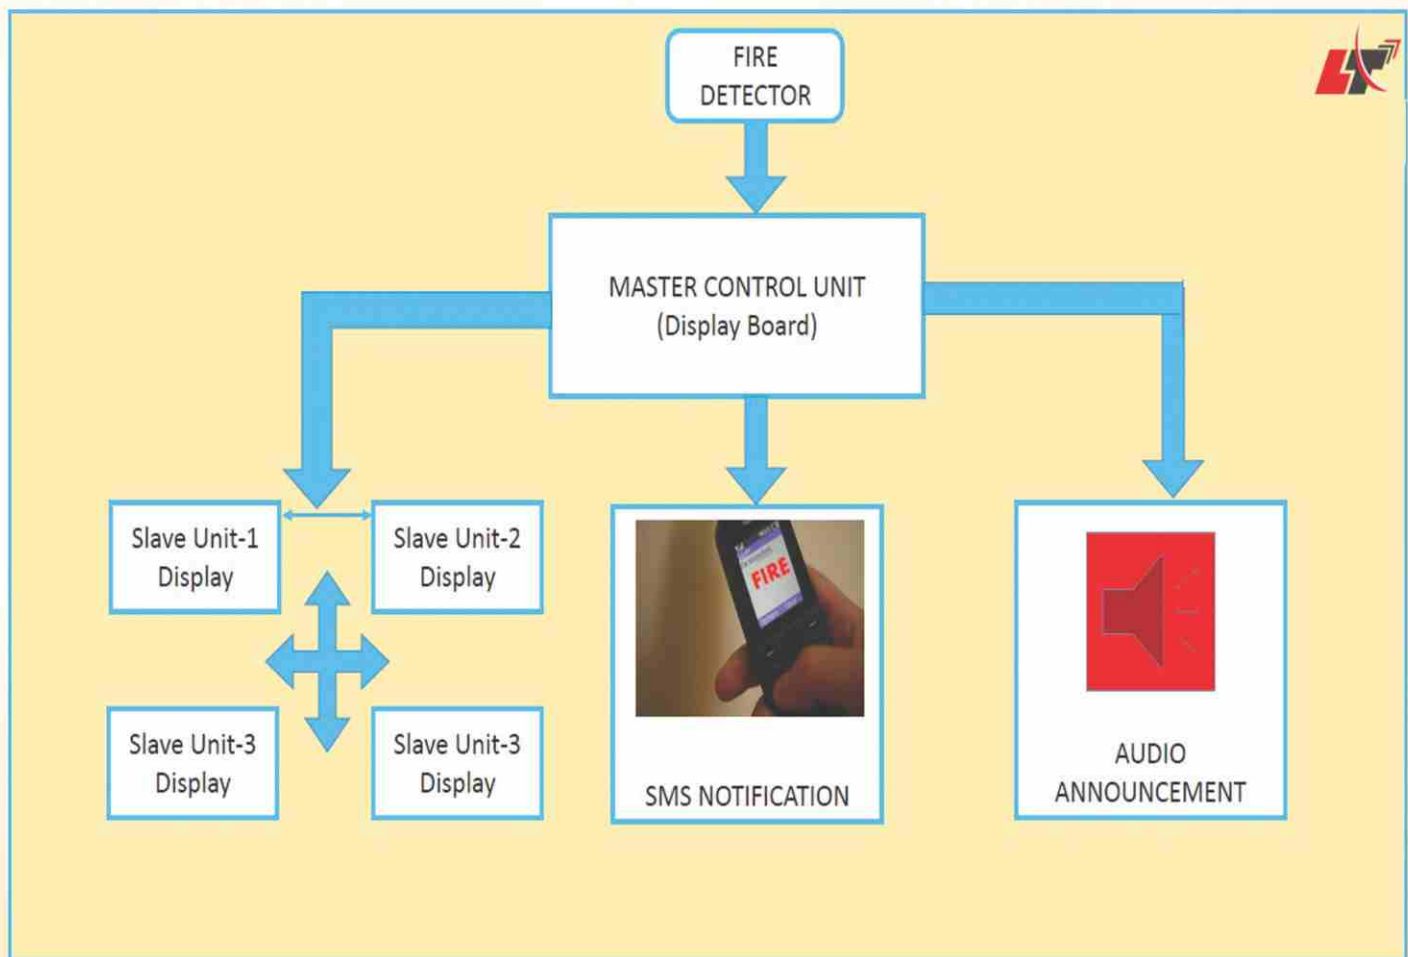 FIRE
DETECTOR
MASTER CONTROL UNIT
(Display Board)
Slave Unit-1
Display
Slave Unit-2
Display
Slave Unit-3
Display
Slave Unit-3
Display
FIRE
SMS NOTIFICATION
AUDIO
ANNOUNCEMENT
LT